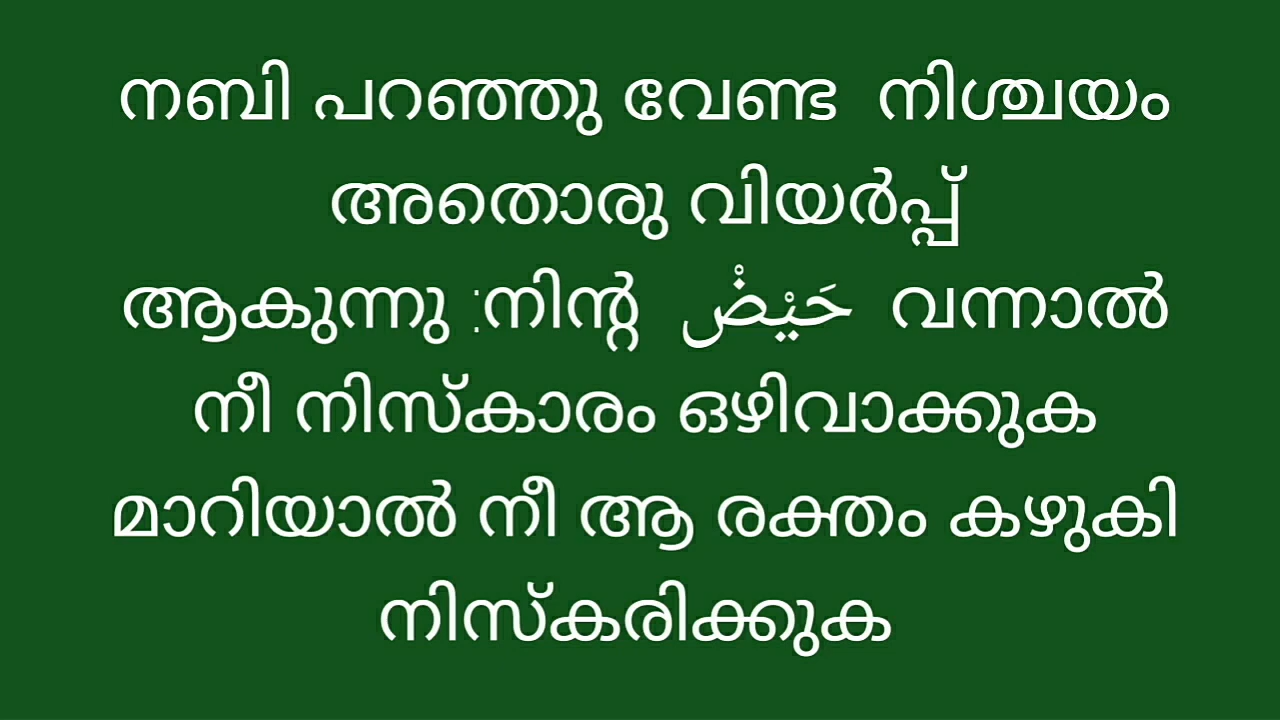 നബി പറഞ്ഞു വേണ്ട നിശ്ചയം
അതൊരു വിയർപ്പ്
ആകുന്നു :നിന്റ حَيْضْ വന്നാൽ
നീ നിസ്കാരം ഒഴിവാക്കുക
മാറിയാൽ നീ ആ രക്തം കഴുകി
നിസ്കരിക്കുക